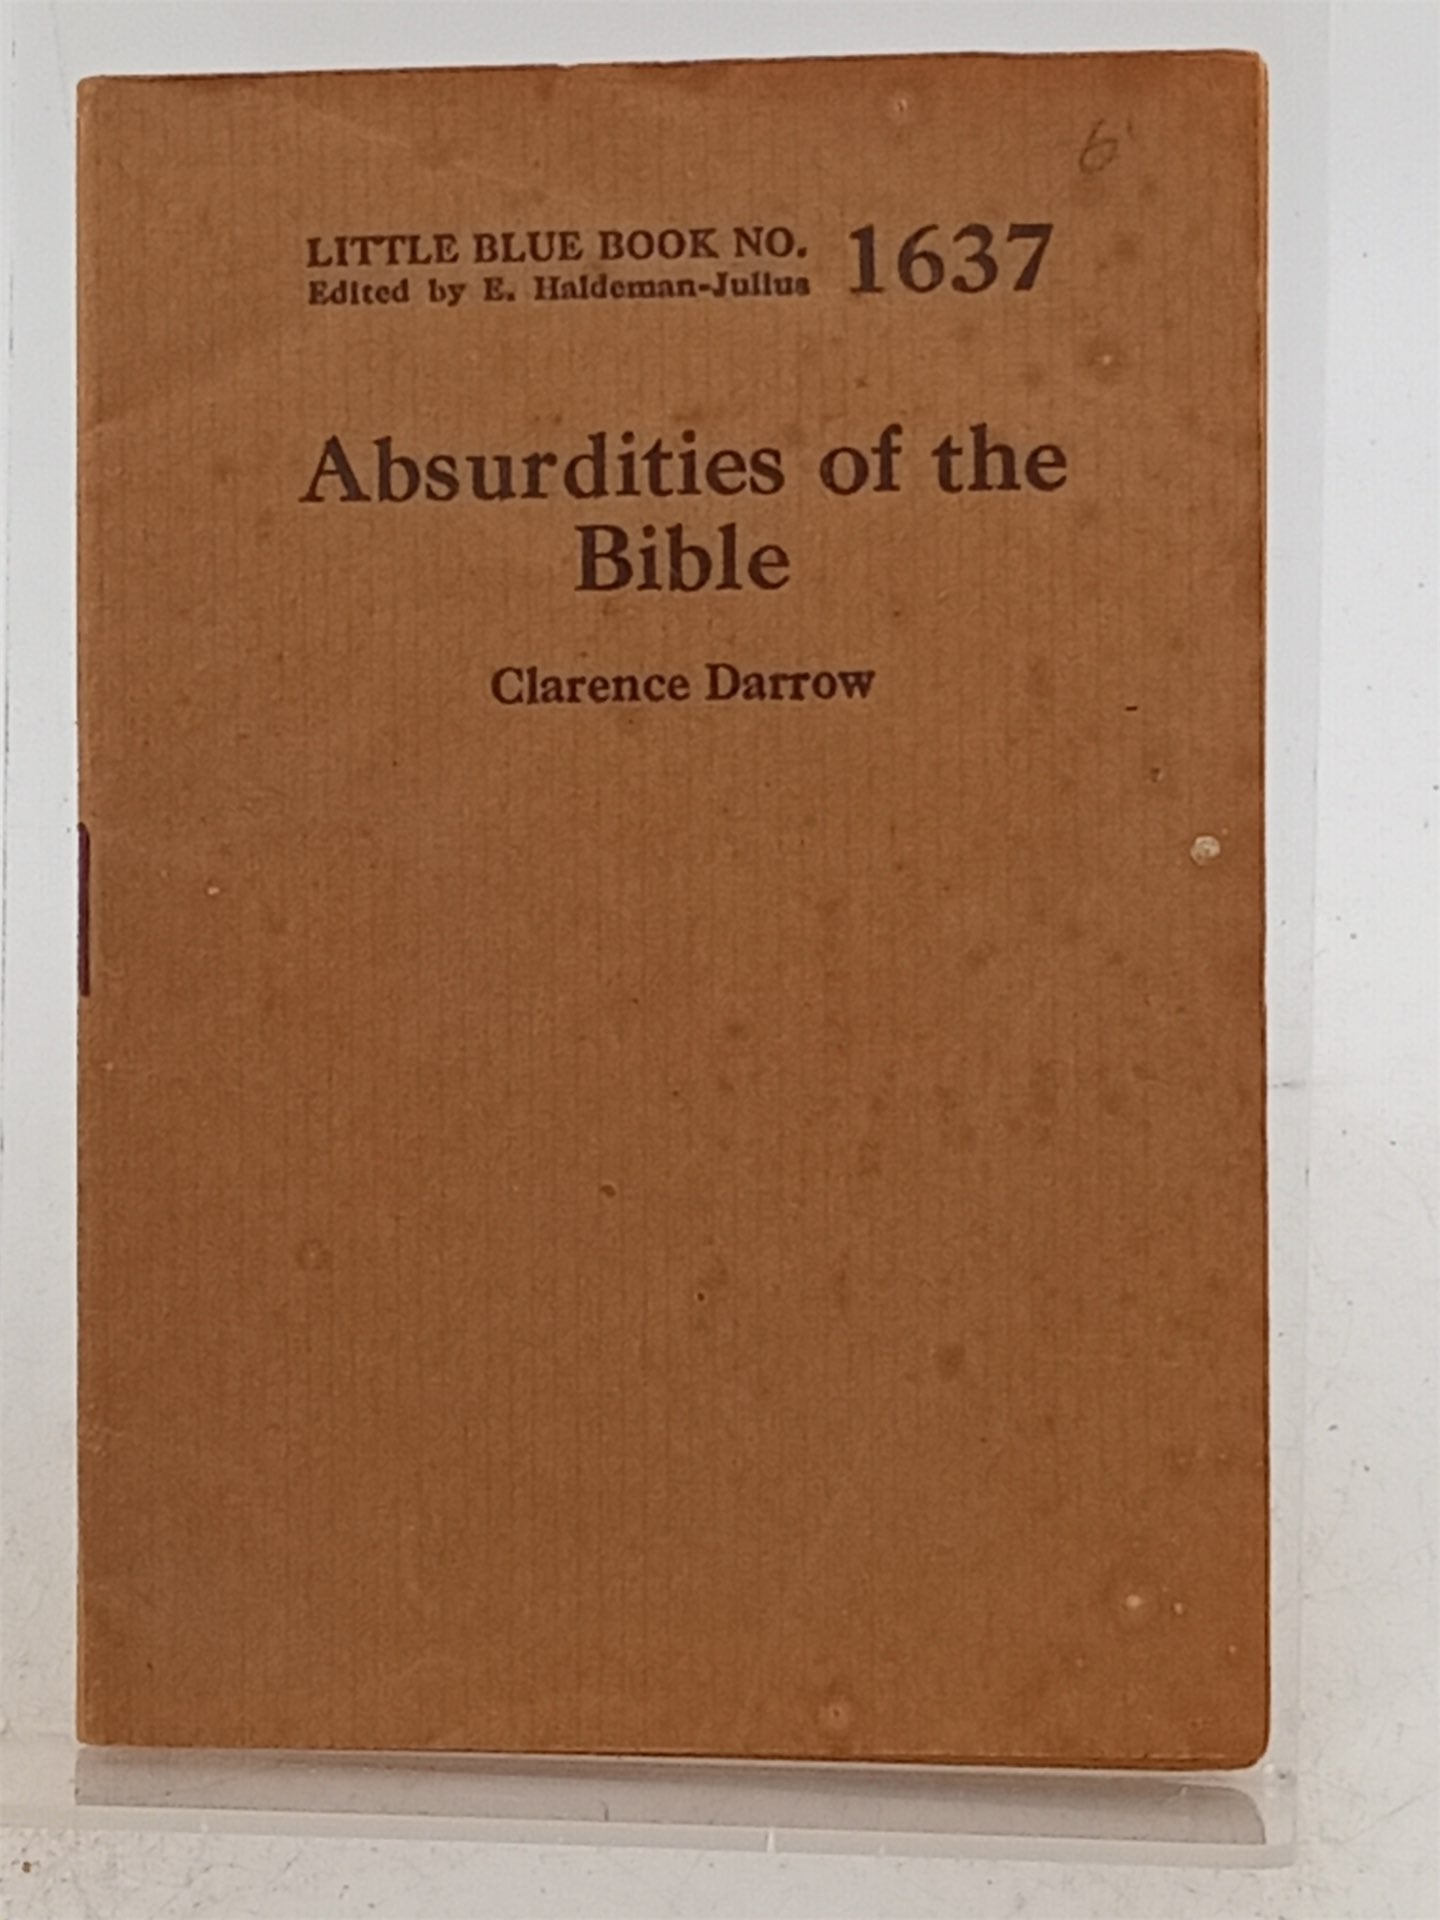 6
LITTLE BLUE BOOK NO. 1637
Edited by E. Haldeman-Julius
Absurdities of the
Bible
Clarence Darrow